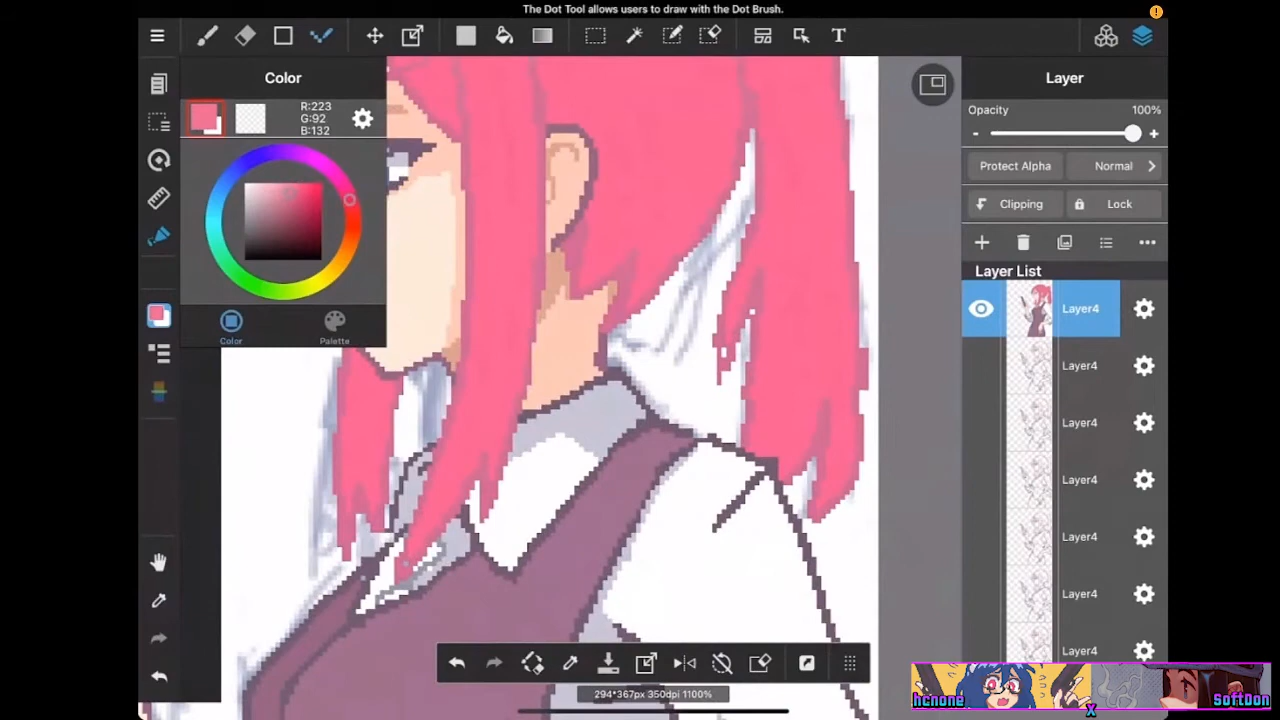 The Dot Tool allows users to draw with the Dot Brush.
T
Color
R:223
G:92
B:132
Color
Palette
Layer
Opacity
100%
-
+
Protect Alpha
Normal
Clipping
Lock
Layer List
Layer4
Layer4
Layer4
Layer4
Layer4
Layer4
Layer4
294*367px 350dpi 1100%
hcnone
X
SoftDon